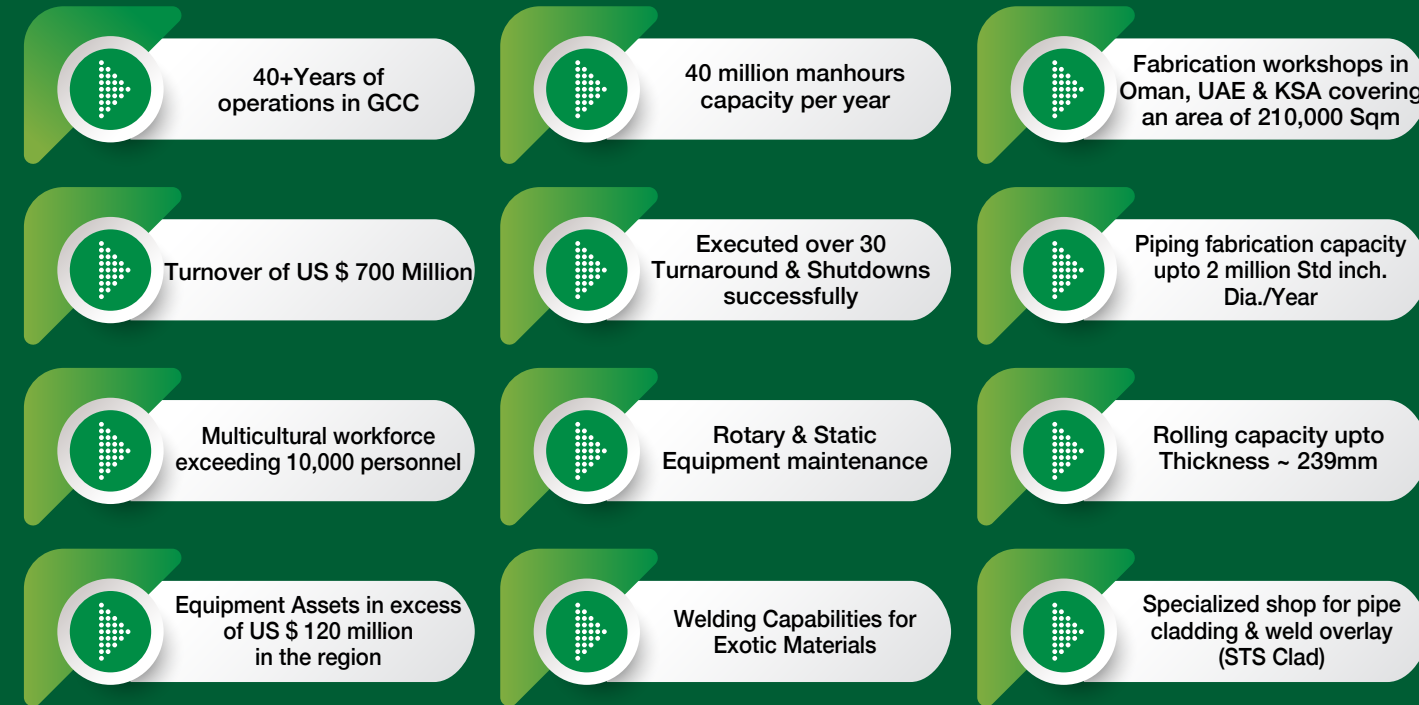 40+Years of
operations in GCC
40 million manhours
capacity per year
Fabrication workshops in
Oman, UAE & KSA covering
an area of 210,000 Sqm
Turnover of US $ 700 Million
Executed over 30
Turnaround & Shutdowns
successfully
Piping fabrication capacity
upto 2 million Std inch.
Dia./Year
Multicultural workforce
exceeding 10,000 personnel
Rotary & Static
Equipment maintenance
Rolling capacity upto
Thickness ~ 239mm
Equipment Assets in excess
of US $ 120 million
in the region
Welding Capabilities for
Exotic Materials
Specialized shop for pipe
cladding & weld overlay
(STS Clad)